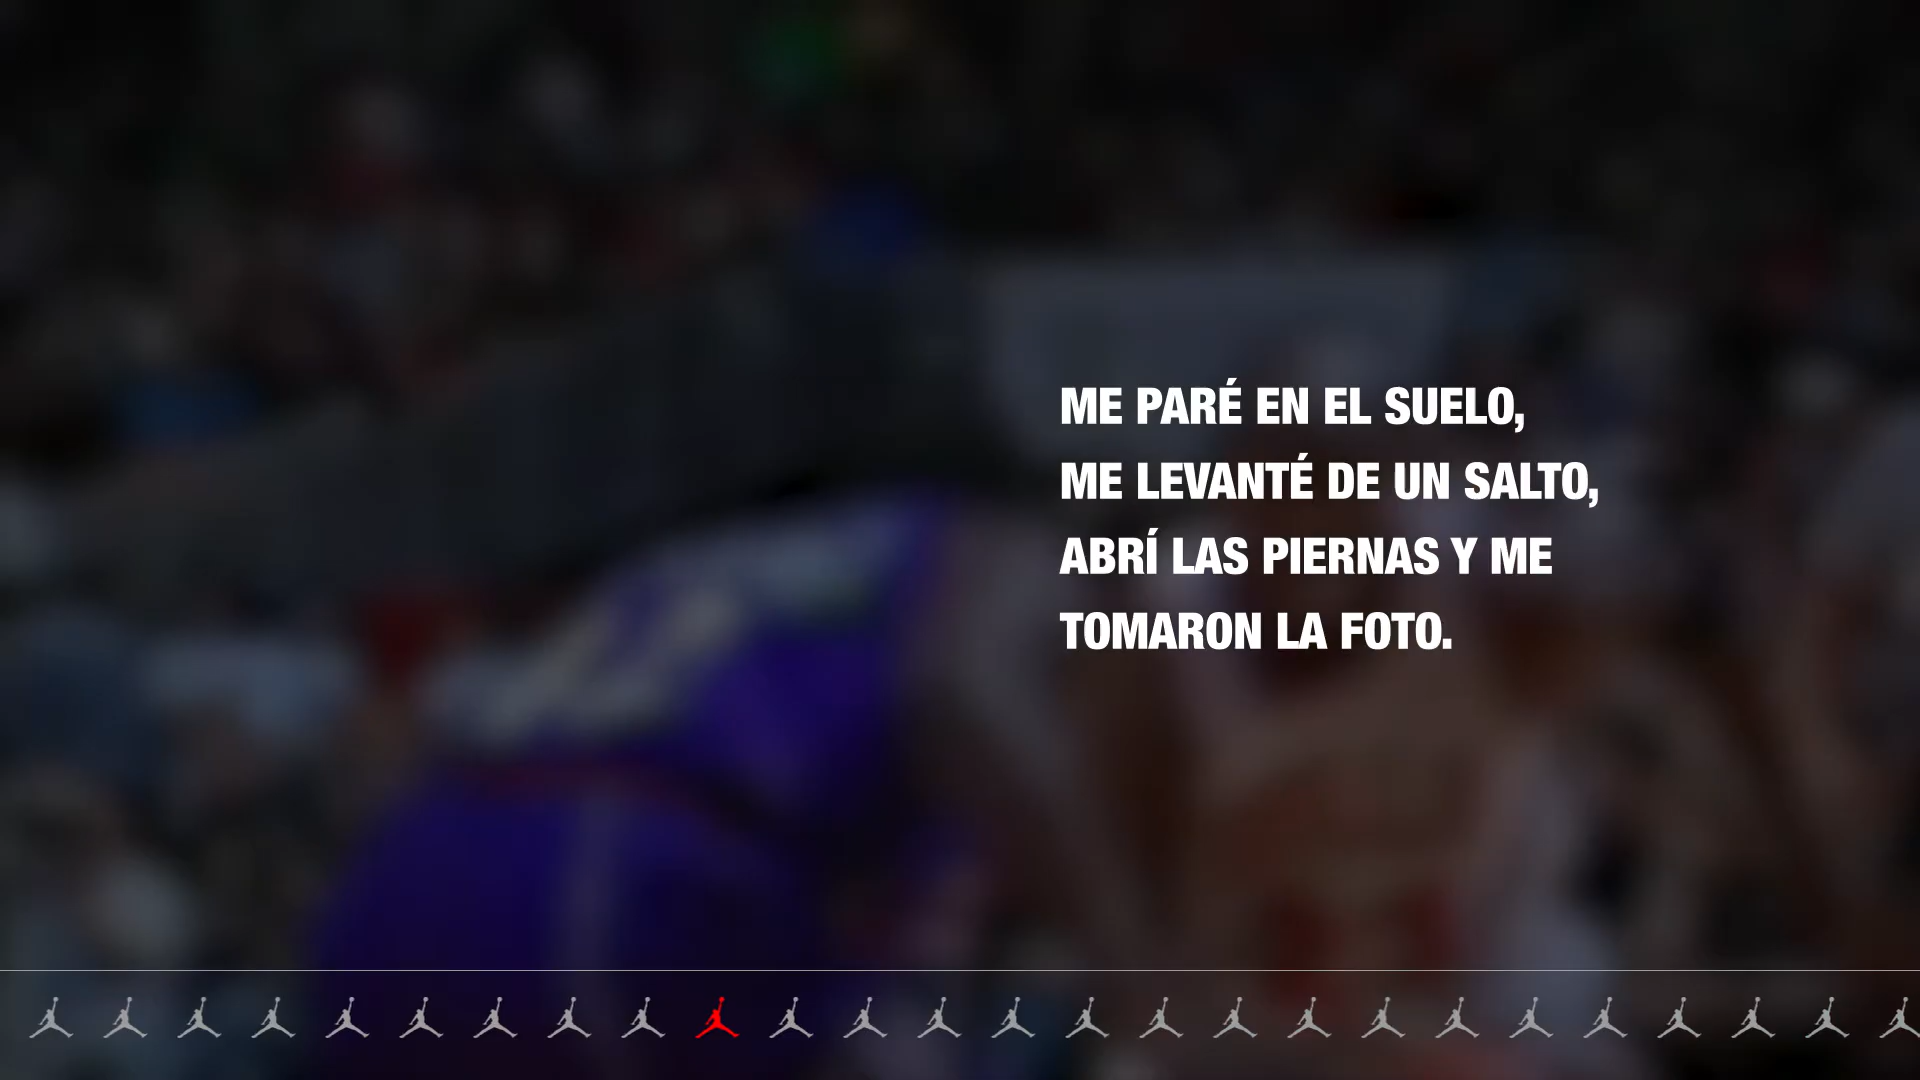 ME PARÉ EN EL SUELO,
ME LEVANTÉ DE UN SALTO,
ABRÍ LAS PIERNAS Y ME
TOMARON LA FOTO.